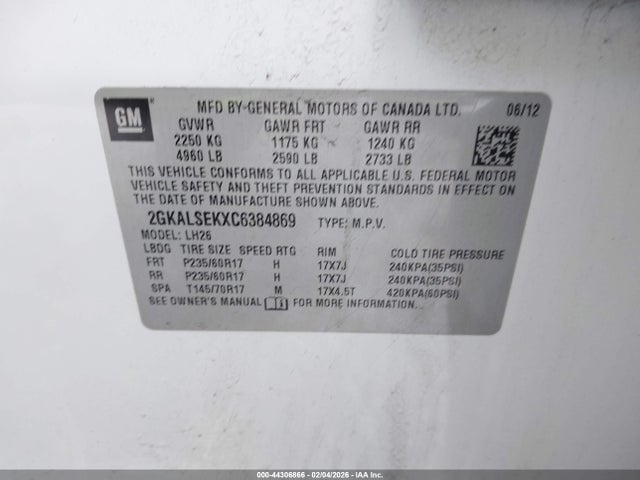 GM
MFD BY-GENERAL MOTORS OF CANADA LTD. 06/12
GVWR GAWR FRT GAWR RR
2250 KG 1175 KG 1240 KG
4960 LB 2590 LB 2733 LB
THIS VEHICLE CONFORMS TO ALL APPLICABLE U.S. FEDERAL MOTOR
VEHICLE SAFETY AND THEFT PREVENTION STANDARDS IN EFFECT ON
THE DATE OF MANUFACTURE SHOWN ABOVE.
2GKALSEKXC6384869 TYPE: M.P.V.
MODEL: LH26
LBDG TIRE SIZE SPEED RTG RIM COLD TIRE PRESSURE
FRT P235/60R17 H 17X7J 240KPA(35PSI)
RR P235/60R17 H 17X7J 240KPA(35PSI)
SPA T145/70R17 M 17X4.5T 420KPA(60PSI)
SEE OWNER'S MANUAL FOR MORE INFORMATION.
000-44306866 - 02/04/2026 - IAA Inc.